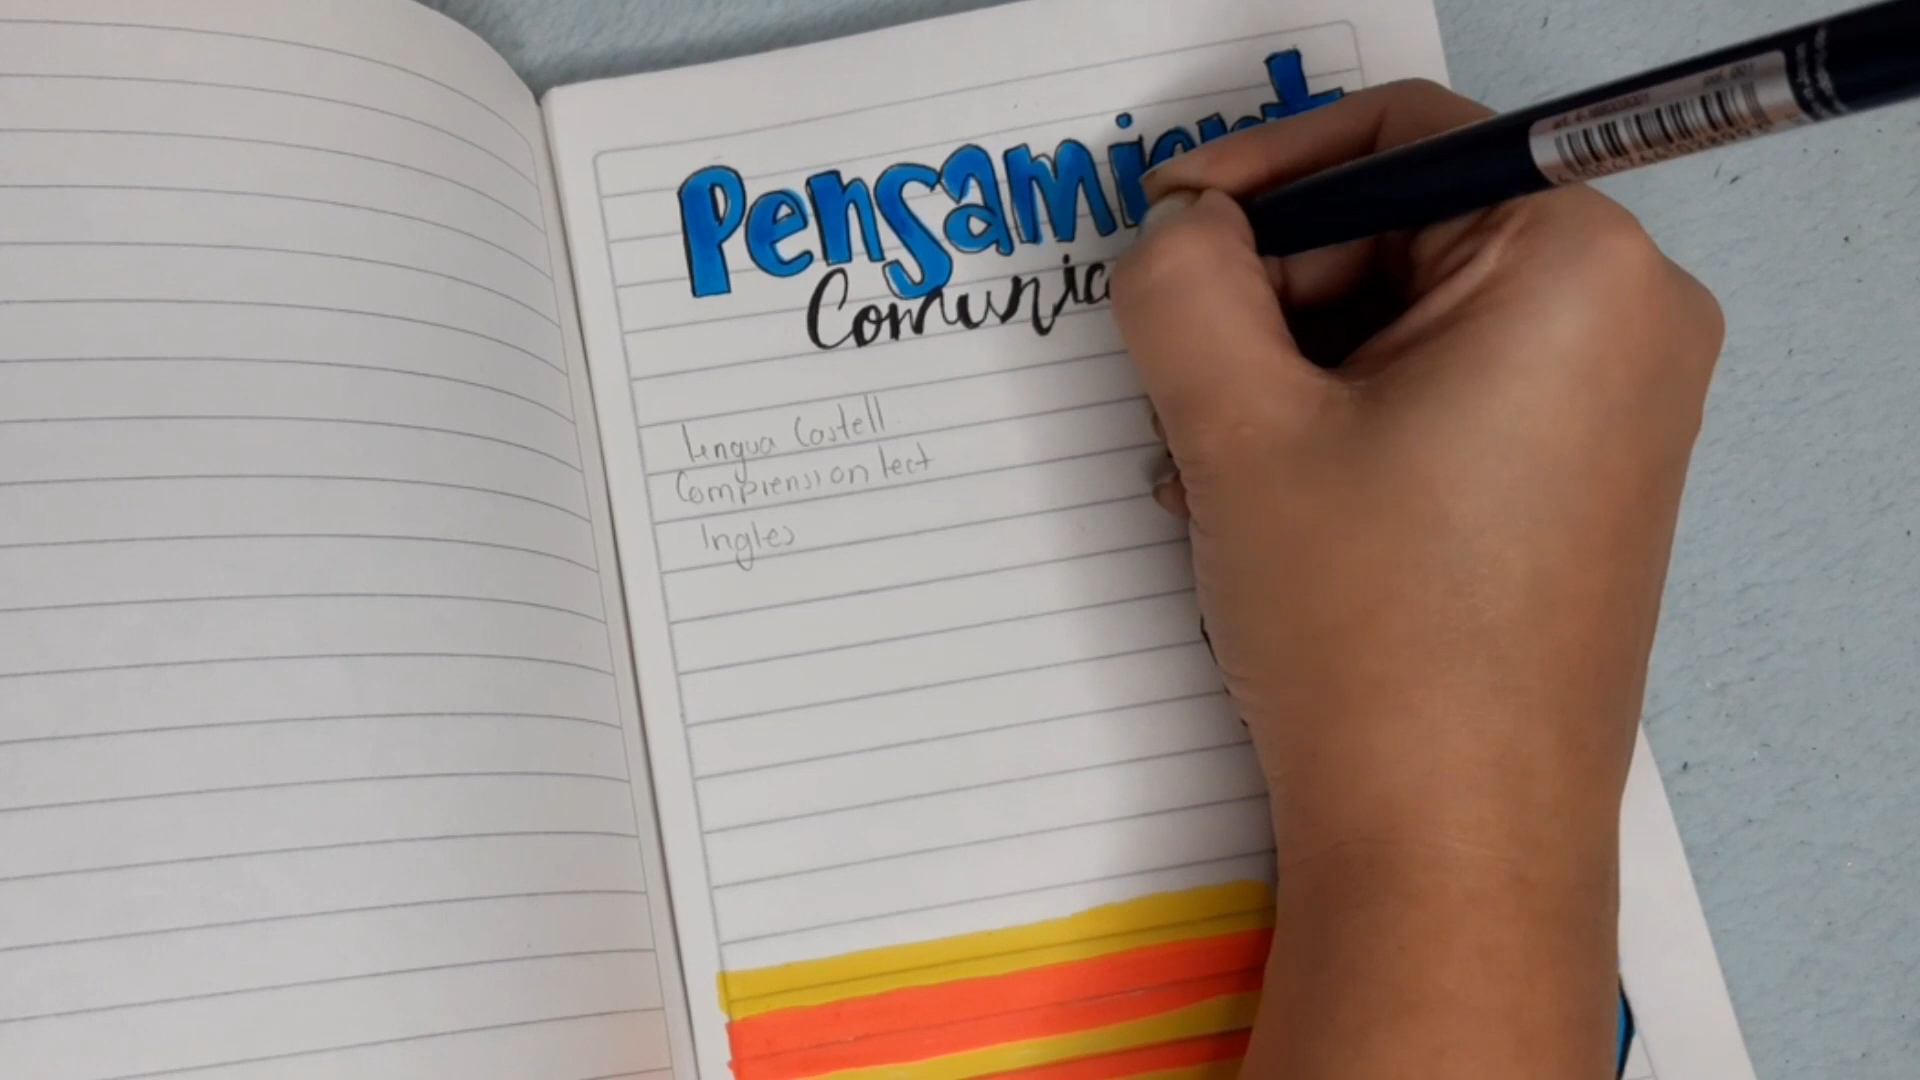 Pensamient
Comunic
Lengua Castell
Comprension lect
Ingles